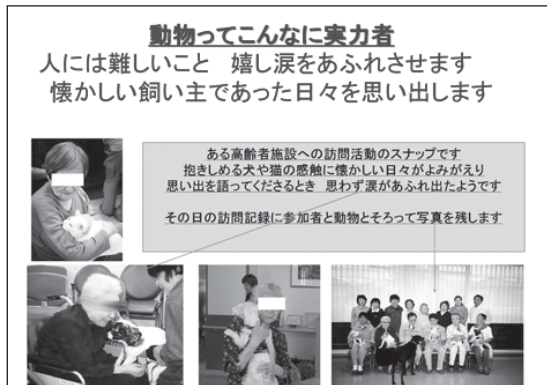 動物ってこんなに実力者
人には難しいこと　嬉し涙をあふれさせます
懐かしい飼い主であった日々を思い出します
ある高齢者施設への訪問活動のスナップです
抱きしめる犬や猫の感触に懐かしい日々がよみがえり
思い出を語ってくださるとき　思わず涙があふれ出たようです
その日の訪問記録に参加者と動物とそろって写真を残します